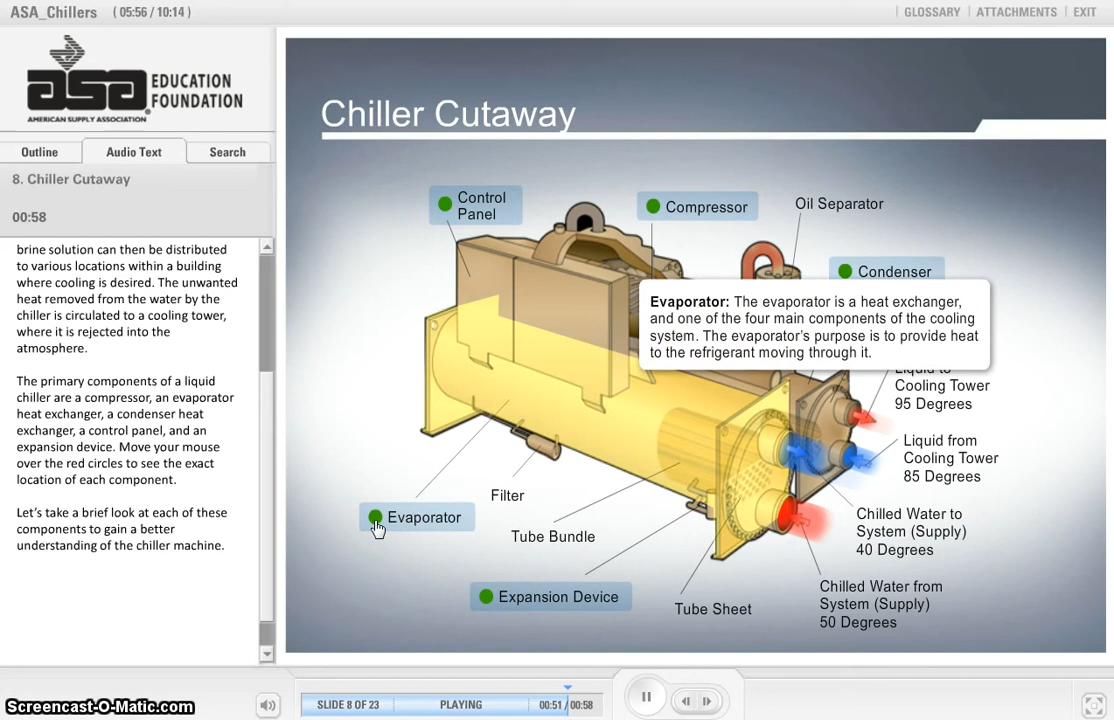 ASA_Chillers ( 05:56 / 10:14 )
| GLOSSARY | ATTACHMENTS | EXIT
asa
EDUCATION
FOUNDATION
AMERICAN SUPPLY ASSOCIATION
Outline
Audio Text
Search
8. Chiller Cutaway
00:58
brine solution can then be distributed
to various locations within a building
where cooling is desired. The unwanted
heat removed from the water by the
chiller is circulated to a cooling tower,
where it is rejected into the
atmosphere.
The primary components of a liquid
chiller are a compressor, an evaporator
heat exchanger, a condenser heat
exchanger, a control panel, and an
expansion device. Move your mouse
over the red circles to see the exact
location of each component.
Let's take a brief look at each of these
components to gain a better
understanding of the chiller machine.
Chiller Cutaway
Control
Panel
Compressor
Oil Separator
Condenser
Evaporator: The evaporator is a heat exchanger,
and one of the four main components of the cooling
system. The evaporator's purpose is to provide heat
to the refrigerant moving through it.
Liquid to
Cooling Tower
95 Degrees
Liquid from
Cooling Tower
85 Degrees
Filter
Evaporator
Tube Bundle
Chilled Water to
System (Supply)
40 Degrees
Expansion Device
Tube Sheet
Chilled Water from
System (Supply)
50 Degrees
Screencast-O-Matic.com
SLIDE 8 OF 23
PLAYING
00:51 / 00:58